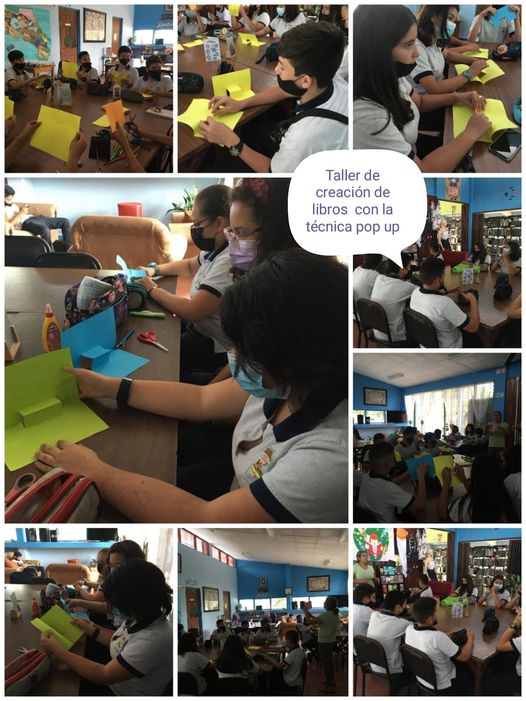 Taller de
creación de
libros con la
técnica pop up